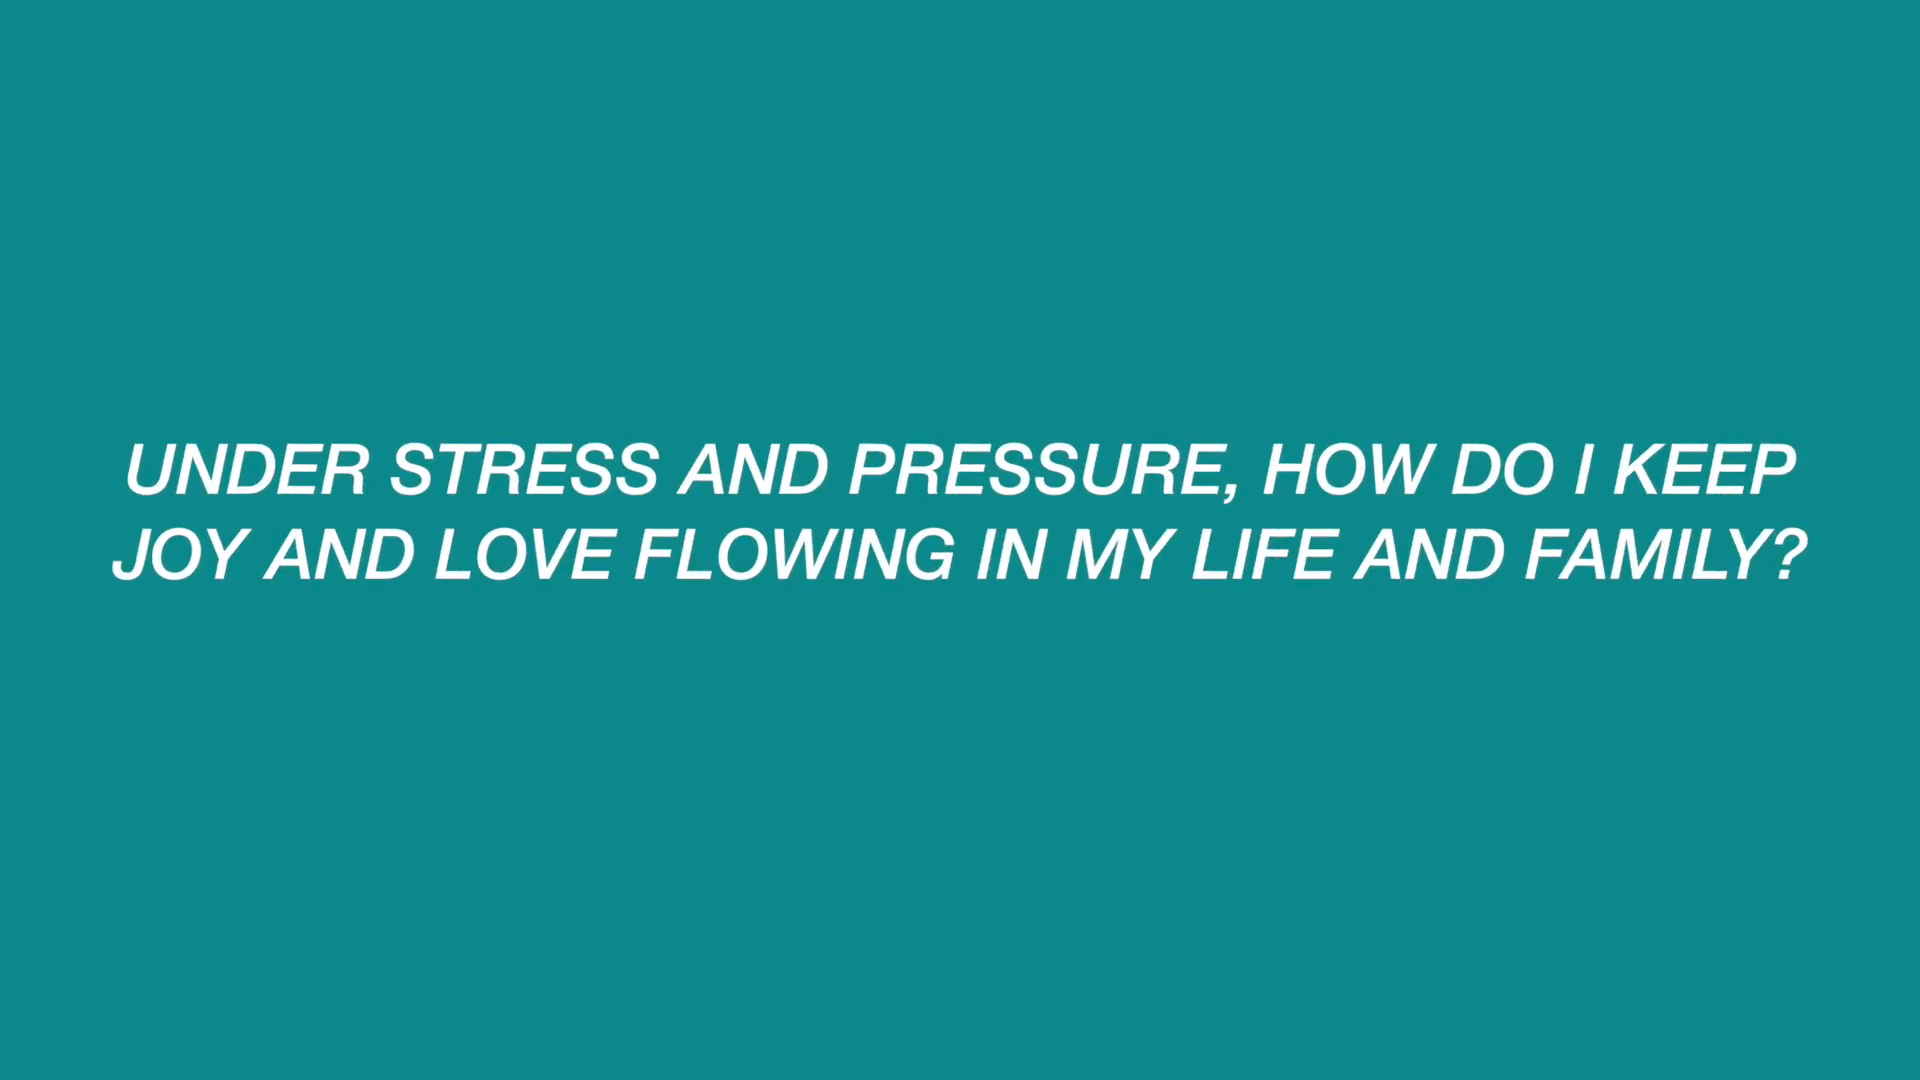 UNDER STRESS AND PRESSURE, HOW DO I KEEP
JOY AND LOVE FLOWING IN MY LIFE AND FAMILY?